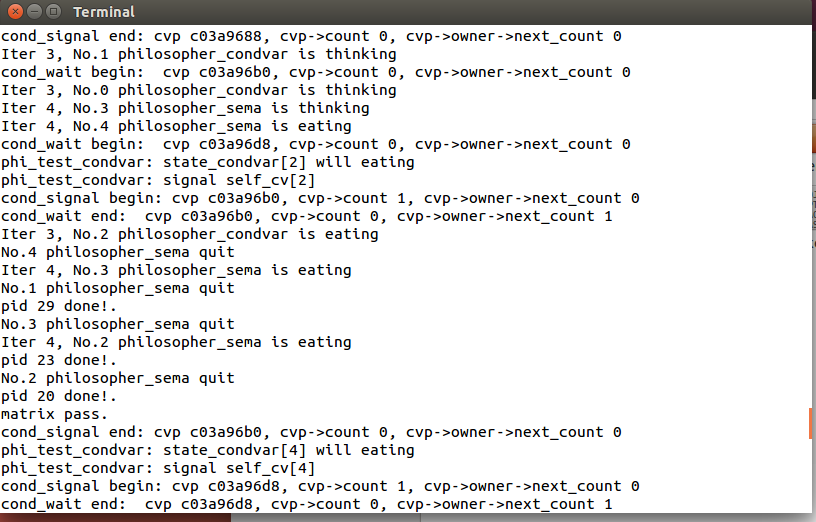 Terminal
cond_signal end: cvp c03a9688, cvp->count 0, cvp->owner->next_count 0
Iter 3, No.1 philosopher_condvar is thinking
cond_wait begin:  cvp c03a96b0, cvp->count 0, cvp->owner->next_count 0
Iter 3, No.0 philosopher_condvar is thinking
Iter 4, No.3 philosopher_sema is thinking
Iter 4, No.4 philosopher_sema is eating
cond_wait begin:  cvp c03a96d8, cvp->count 0, cvp->owner->next_count 0
phi_test_condvar: state_condvar[2] will eating
phi_test_condvar: signal self_cv[2]
cond_signal begin: cvp c03a96b0, cvp->count 1, cvp->owner->next_count 0
cond_wait end:  cvp c03a96b0, cvp->count 0, cvp->owner->next_count 1
Iter 3, No.2 philosopher_condvar is eating
No.4 philosopher_sema quit
Iter 4, No.3 philosopher_sema is eating
No.1 philosopher_sema quit
pid 29 done!.
No.3 philosopher_sema quit
Iter 4, No.2 philosopher_sema is eating
pid 23 done!.
No.2 philosopher_sema quit
pid 20 done!.
matrix pass.
cond_signal end: cvp c03a96b0, cvp->count 0, cvp->owner->next_count 0
phi_test_condvar: state_condvar[4] will eating
phi_test_condvar: signal self_cv[4]
cond_signal begin: cvp c03a96d8, cvp->count 1, cvp->owner->next_count 0
cond_wait end:  cvp c03a96d8, cvp->count 0, cvp->owner->next_count 1